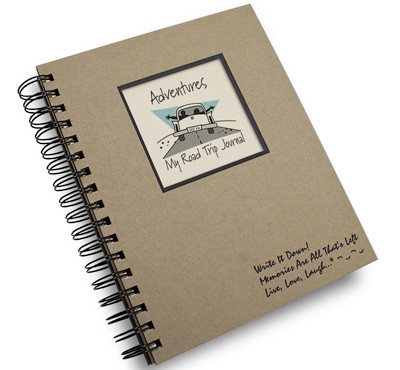 Adventures
My Road Trip Journal
Write It Down!
Memories Are All That's Left
Live, Love, Laugh..."